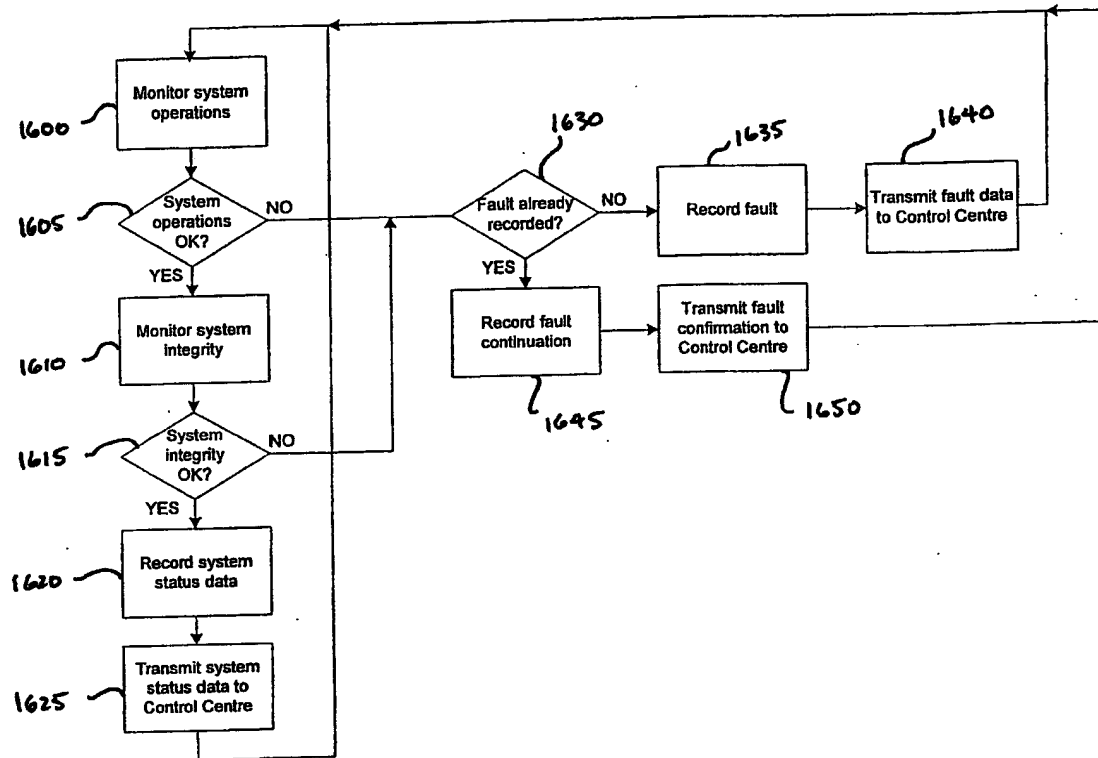 Monitor system
operations
1600
System
operations
OK?
1605
NO
YES
Monitor system
integrity
1610
System
integrity
OK?
1615
NO
YES
Record system
status data
1620
Transmit system
status data to
Control Centre
1625
1630
Fault already
recorded?
NO
YES
1635
Record fault
1640
Transmit fault data
to Control Centre
Record fault
continuation
1645
Transmit fault
confirmation to
Control Centre
1650